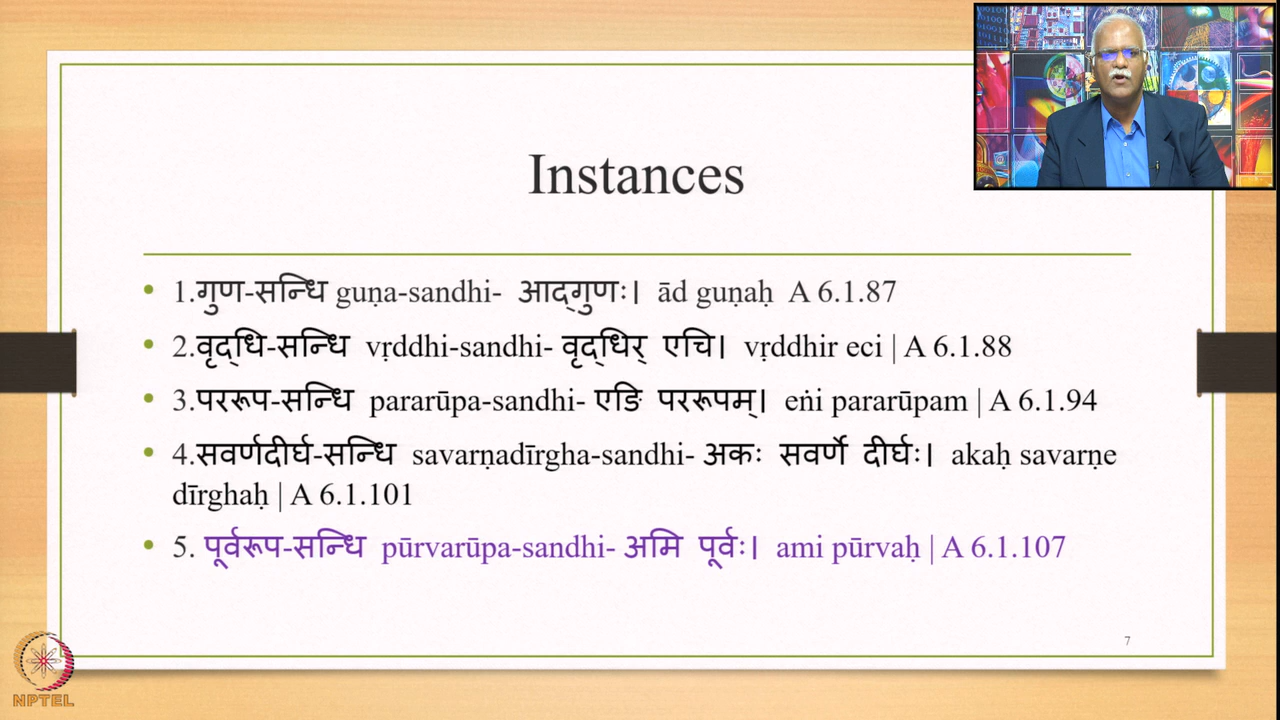 Instances
• 1.गुण-सन्धि guṇa-sandhi- आद्गुणः। ād guṇaḥ A 6.1.87
• 2.वृद्धि-सन्धि vṛddhi-sandhi- वृद्धिर् एचि। vṛddhir eci | A 6.1.88
• 3.पररूप-सन्धि pararūpa-sandhi- एङि पररूपम्। eṅi pararūpam | A 6.1.94
• 4.सवर्णदीर्घ-सन्धि savarṇadīrgha-sandhi- अकः सवर्णे दीर्घः। akaḥ savarṇe
dīrghaḥ | A 6.1.101
• 5. पूर्वरूप-सन्धि pūrvarūpa-sandhi- अमि पूर्वः। ami pūrvaḥ | A 6.1.107
7
NPTEL